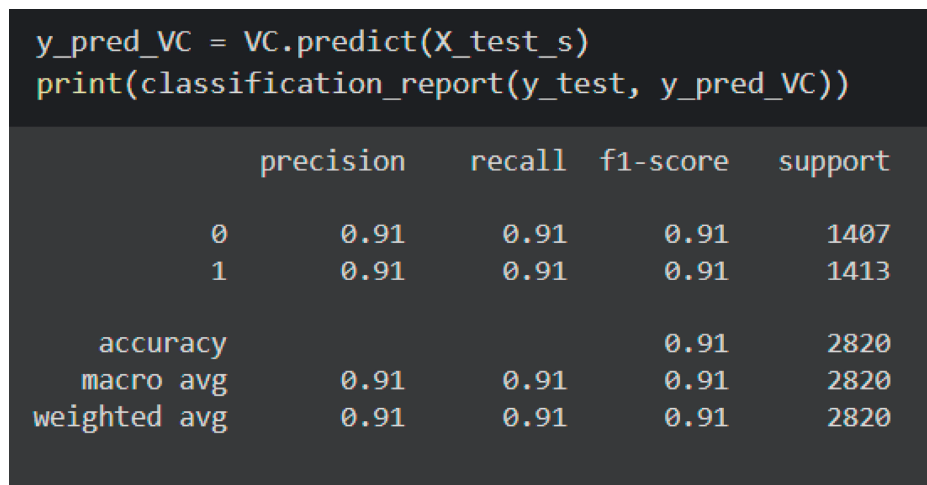 y_pred_VC = VC.predict(X_test_s)
print(classification_report(y_test, y_pred_VC))
precision recall f1-score support
0 0.91 0.91 0.91 1407
1 0.91 0.91 0.91 1413
accuracy 0.91 2820
macro avg 0.91 0.91 0.91 2820
weighted avg 0.91 0.91 0.91 2820